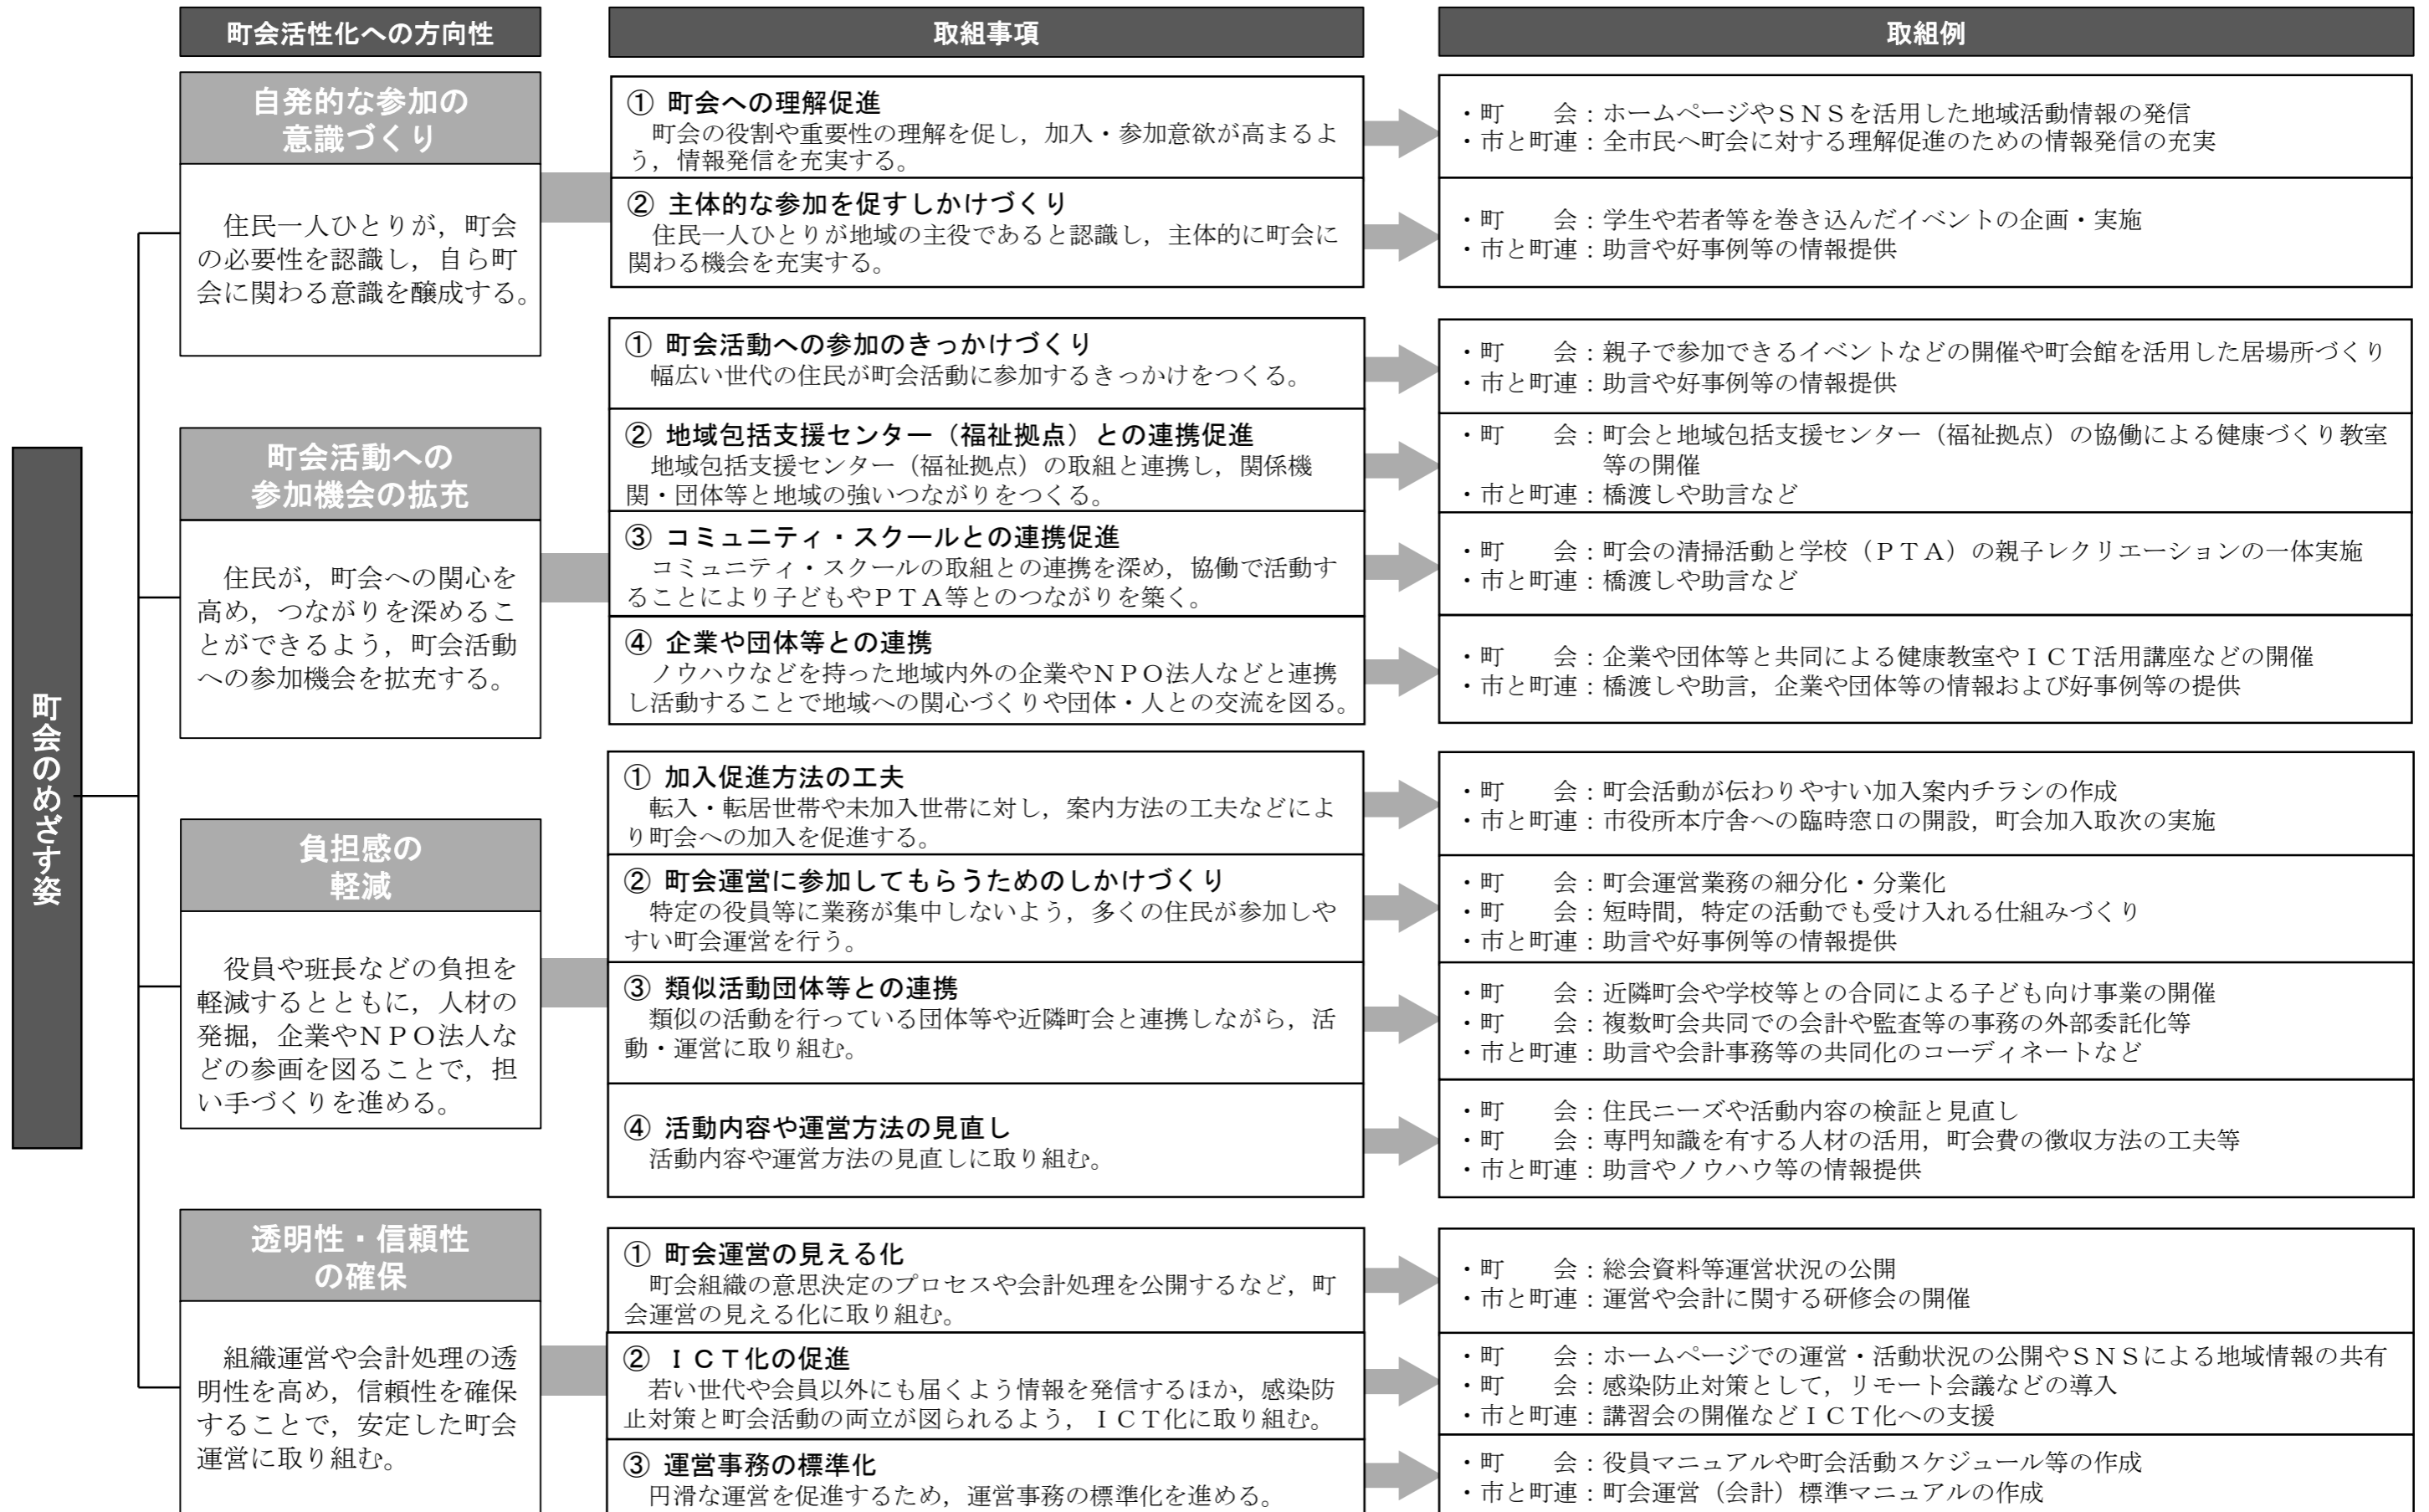 町会活性化への方向性
取組事項
取組例
町会のめざす姿
自発的な参加の
意識づくり
住民一人ひとりが，町会
の必要性を認識し，自ら町
会に関わる意識を醸成する。
① 町会への理解促進
町会の役割や重要性の理解を促し，加入・参加意欲が高まるよ
う，情報発信を充実する。
・町　　会：ホームページやＳＮＳを活用した地域活動情報の発信
・市と町連：全市民へ町会に対する理解促進のための情報発信の充実
② 主体的な参加を促すしかけづくり
住民一人ひとりが地域の主役であると認識し，主体的に町会に
関わる機会を充実する。
・町　　会：学生や若者等を巻き込んだイベントの企画・実施
・市と町連：助言や好事例等の情報提供
町会活動への
参加機会の拡充
住民が，町会への関心を
高め，つながりを深めるこ
とができるよう，町会活動
への参加機会を拡充する。
① 町会活動への参加のきっかけづくり
幅広い世代の住民が町会活動に参加するきっかけをつくる。
・町　　会：親子で参加できるイベントなどの開催や町会館を活用した居場所づくり
・市と町連：助言や好事例等の情報提供
② 地域包括支援センター（福祉拠点）との連携促進
地域包括支援センター（福祉拠点）の取組と連携し，関係機
関・団体等と地域の強いつながりをつくる。
・町　　会：町会と地域包括支援センター（福祉拠点）の協働による健康づくり教室
等の開催
・市と町連：橋渡しや助言など
③ コミュニティ・スクールとの連携促進
コミュニティ・スクールの取組との連携を深め，協働で活動す
ることにより子どもやＰＴＡ等とのつながりを築く。
・町　　会：町会の清掃活動と学校（ＰＴＡ）の親子レクリエーションの一体実施
・市と町連：橋渡しや助言など
④ 企業や団体等との連携
ノウハウなどを持った地域内外の企業やＮＰＯ法人などと連携
し活動することで地域への関心づくりや団体・人との交流を図る。
・町　　会：企業や団体等と共同による健康教室やＩＣＴ活用講座などの開催
・市と町連：橋渡しや助言，企業や団体等の情報および好事例等の提供
負担感の
軽減
役員や班長などの負担を
軽減するとともに，人材の
発掘，企業やＮＰＯ法人な
どの参画を図ることで，担
い手づくりを進める。
① 加入促進方法の工夫
転入・転居世帯や未加入世帯に対し，案内方法の工夫などによ
り町会への加入を促進する。
・町　　会：町会活動が伝わりやすい加入案内チラシの作成
・市と町連：市役所本庁舎への臨時窓口の開設，町会加入取次の実施
② 町会運営に参加してもらうためのしかけづくり
特定の役員等に業務が集中しないよう，多くの住民が参加しや
すい町会運営を行う。
・町　　会：町会運営業務の細分化・分業化
・町　　会：短時間，特定の活動でも受け入れる仕組みづくり
・市と町連：助言や好事例等の情報提供
③ 類似活動団体等との連携
類似の活動を行っている団体等や近隣町会と連携しながら，活
動・運営に取り組む。
・町　　会：近隣町会や学校等との合同による子ども向け事業の開催
・町　　会：複数町会共同での会計や監査等の事務の外部委託化等
・市と町連：助言や会計事務等の共同化のコーディネートなど
④ 活動内容や運営方法の見直し
活動内容や運営方法の見直しに取り組む。
・町　　会：住民ニーズや活動内容の検証と見直し
・町　　会：専門知識を有する人材の活用，町会費の徴収方法の工夫等
・市と町連：助言やノウハウ等の情報提供
透明性・信頼性
の確保
組織運営や会計処理の透
明性を高め，信頼性を確保
することで，安定した町会
運営に取り組む。
① 町会運営の見える化
町会組織の意思決定のプロセスや会計処理を公開するなど，町
会運営の見える化に取り組む。
・町　　会：総会資料等運営状況の公開
・市と町連：運営や会計に関する研修会の開催
② ＩＣＴ化の促進
若い世代や会員以外にも届くよう情報を発信するほか，感染防
止対策と町会活動の両立が図られるよう，ＩＣＴ化に取り組む。
・町　　会：ホームページでの運営・活動状況の公開やＳＮＳによる地域情報の共有
・町　　会：感染防止対策として，リモート会議などの導入
・市と町連：講習会の開催などＩＣＴ化への支援
③ 運営事務の標準化
円滑な運営を促進するため，運営事務の標準化を進める。
・町　　会：役員マニュアルや町会活動スケジュール等の作成
・市と町連：町会運営（会計）標準マニュアルの作成